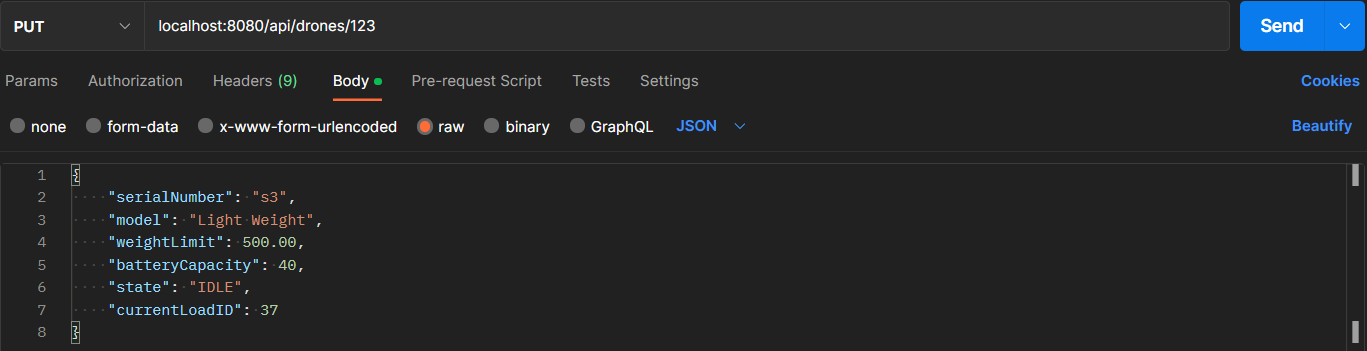 PUT localhost:8080/api/drones/123 Send
Params Authorization Headers (9) Body Pre-request Script Tests Settings Cookies
none form-data x-www-form-urlencoded raw binary GraphQL JSON Beautify
1 {
2 "serialNumber": "s3",
3 "model": "Light Weight",
4 "weightLimit": 500.00,
5 "batteryCapacity": 40,
6 "state": "IDLE",
7 "currentLoadID": 37
8 }